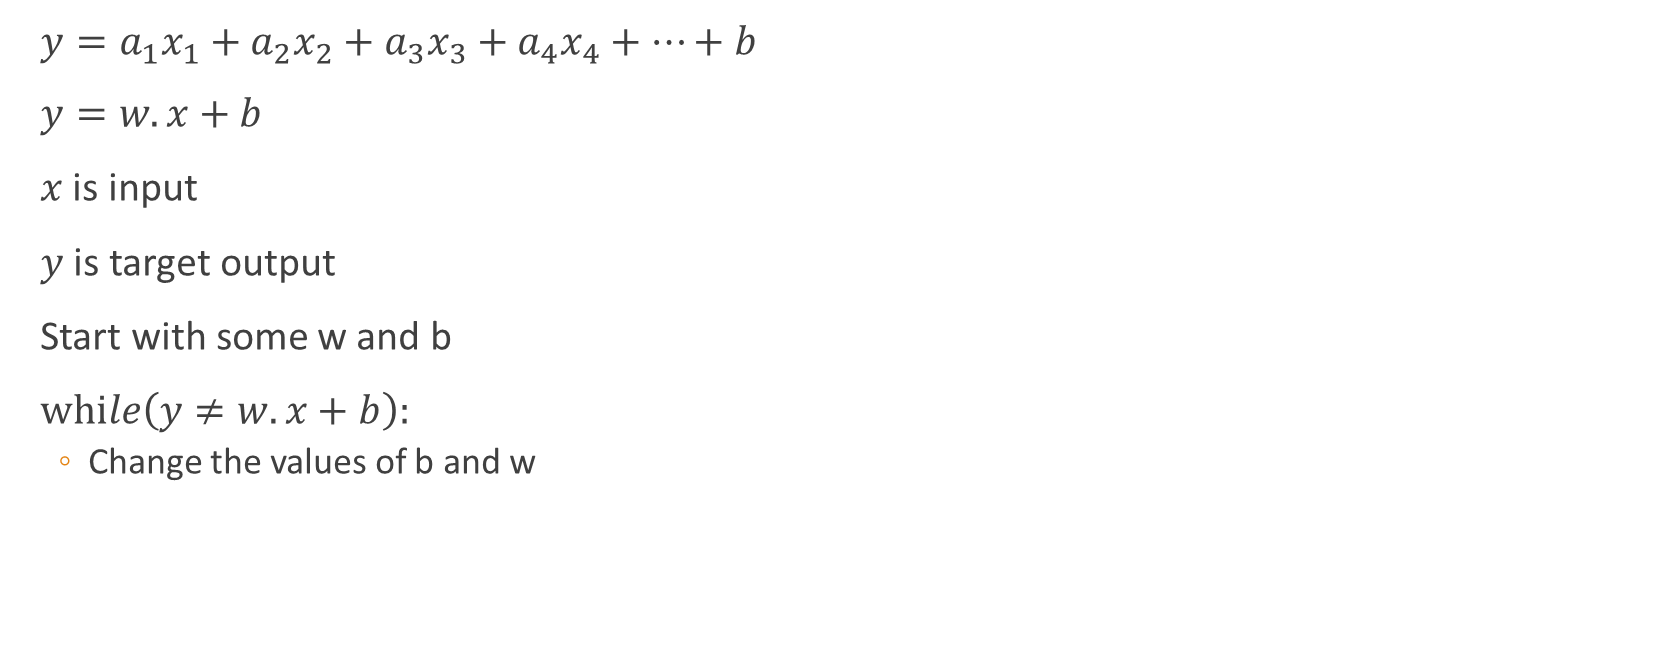 y = a₁x₁ + a₂x₂ + a₃x₃ + a₄x₄ + ⋯ + b
y = w. x + b
x is input
y is target output
Start with some w and b
while(y ≠ w. x + b):
◦ Change the values of b and w